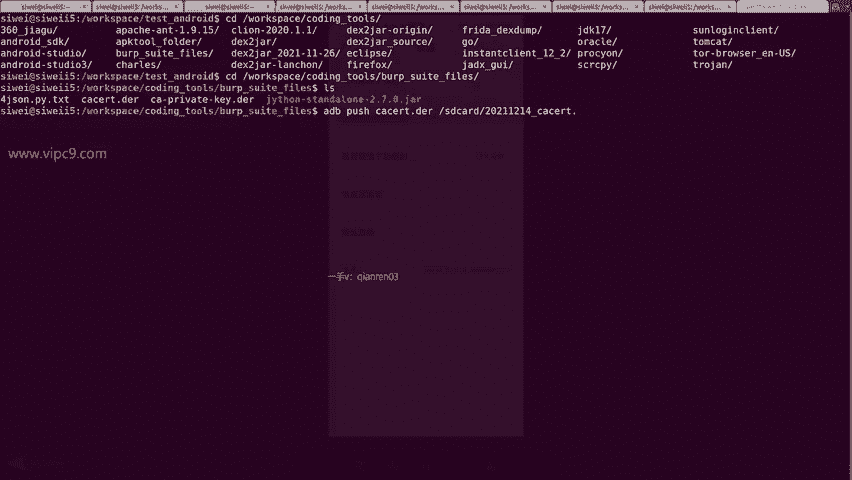 siwei@siweii5:/workspace/test_android$ cd /workspace/coding_tools/
360_jiagu/ apache-ant-1.9.15/ clion-2020.1.1/ dex2jar-origin/ frida_dexdump/ jdk17/ sunloginclient/
android_sdk/ apktool_folder/ dex2jar/ dex2jar_source/ go/ oracle/ tomcat/
android-studio/ burp_suite_files/ dex2jar_2021-11-26/ eclipse/ instantclient_12_2/ procyon/ tor-browser_en-US/
android-studio3/ charles/ dex2jar-lanchon/ firefox/ jadx_gui/ scrcpy/ trojan/
siwei@siweii5:/workspace/test_android$ cd /workspace/coding_tools/burp_suite_files/
siwei@siweii5:/workspace/coding_tools/burp_suite_files$ ls
4json.py.txt cacert.der ca-private-key.der jython-standalone-2.7.0.jar
siwei@siweii5:/workspace/coding_tools/burp_suite_files$ adb push cacert.der /sdcard/20211214_cacert.
www.vipc9.com
一手v: qianren03